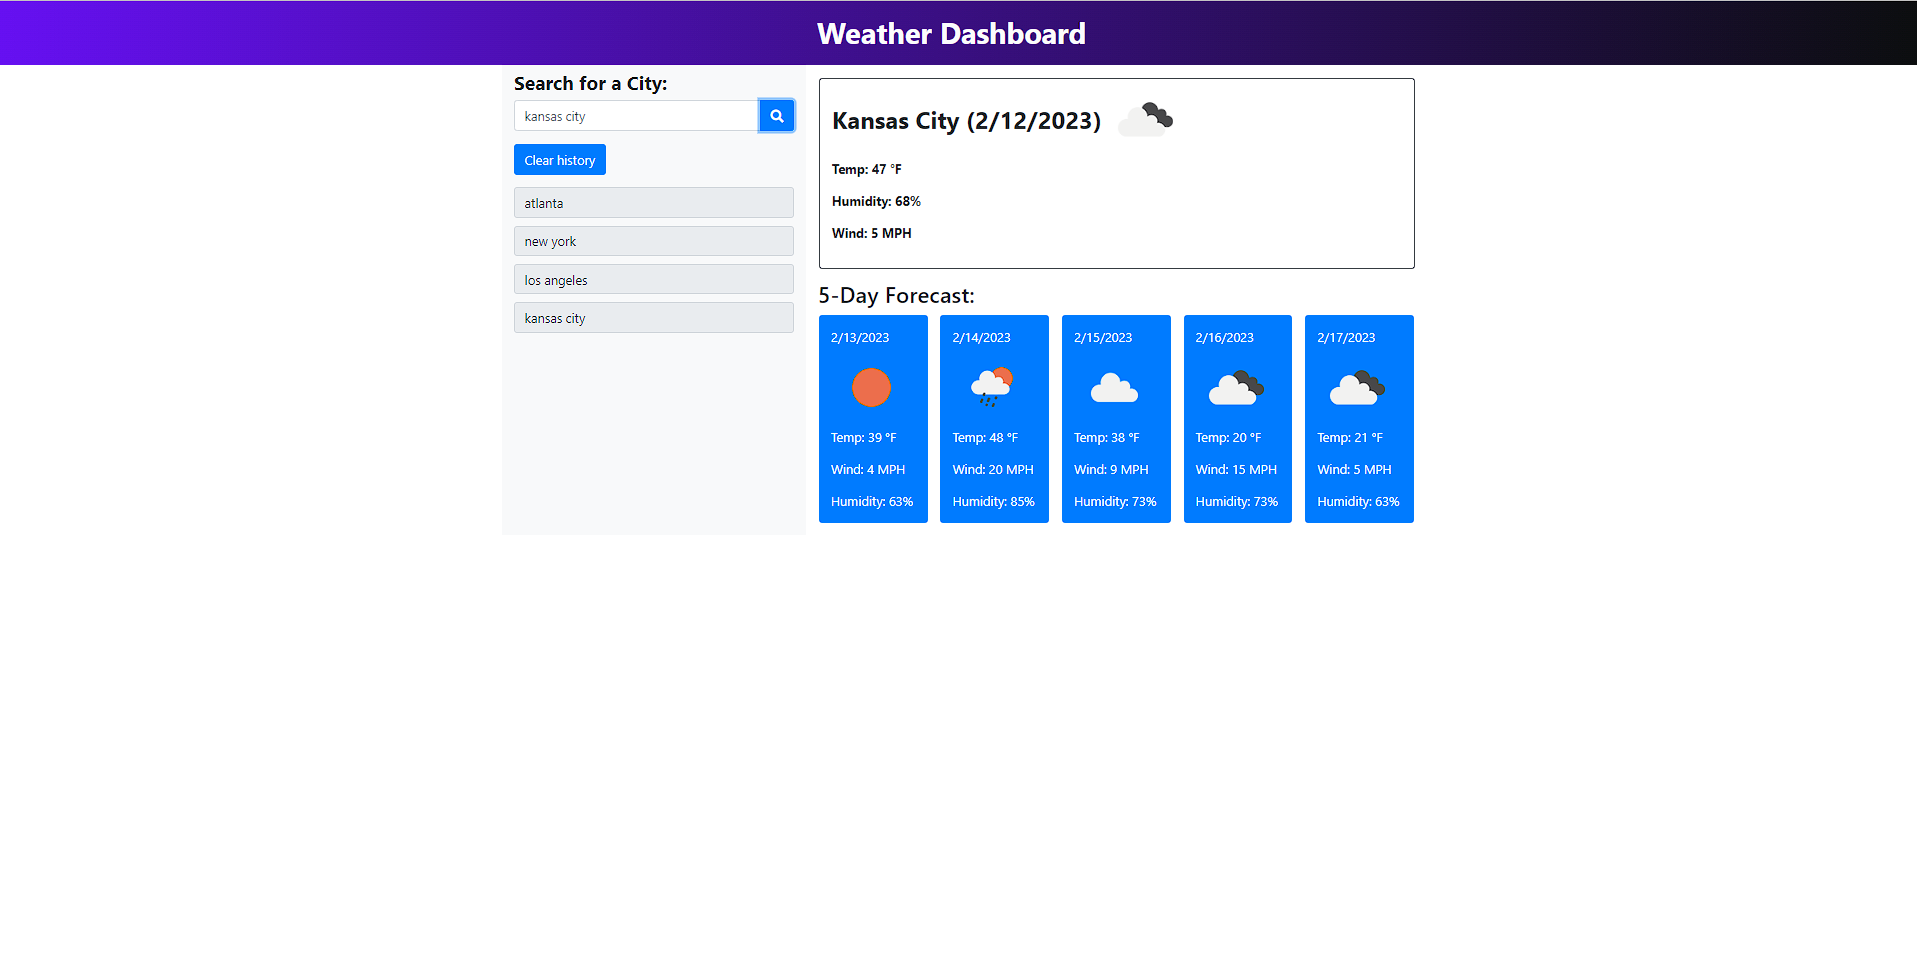 Weather Dashboard
Search for a City:
kansas city
Clear history
atlanta
new york
los angeles
kansas city
Kansas City (2/12/2023)
Temp: 47 °F
Humidity: 68%
Wind: 5 MPH
5-Day Forecast:
2/13/2023
Temp: 39 °F
Wind: 4 MPH
Humidity: 63%
2/14/2023
Temp: 48 °F
Wind: 20 MPH
Humidity: 85%
2/15/2023
Temp: 38 °F
Wind: 9 MPH
Humidity: 73%
2/16/2023
Temp: 20 °F
Wind: 15 MPH
Humidity: 73%
2/17/2023
Temp: 21 °F
Wind: 5 MPH
Humidity: 63%